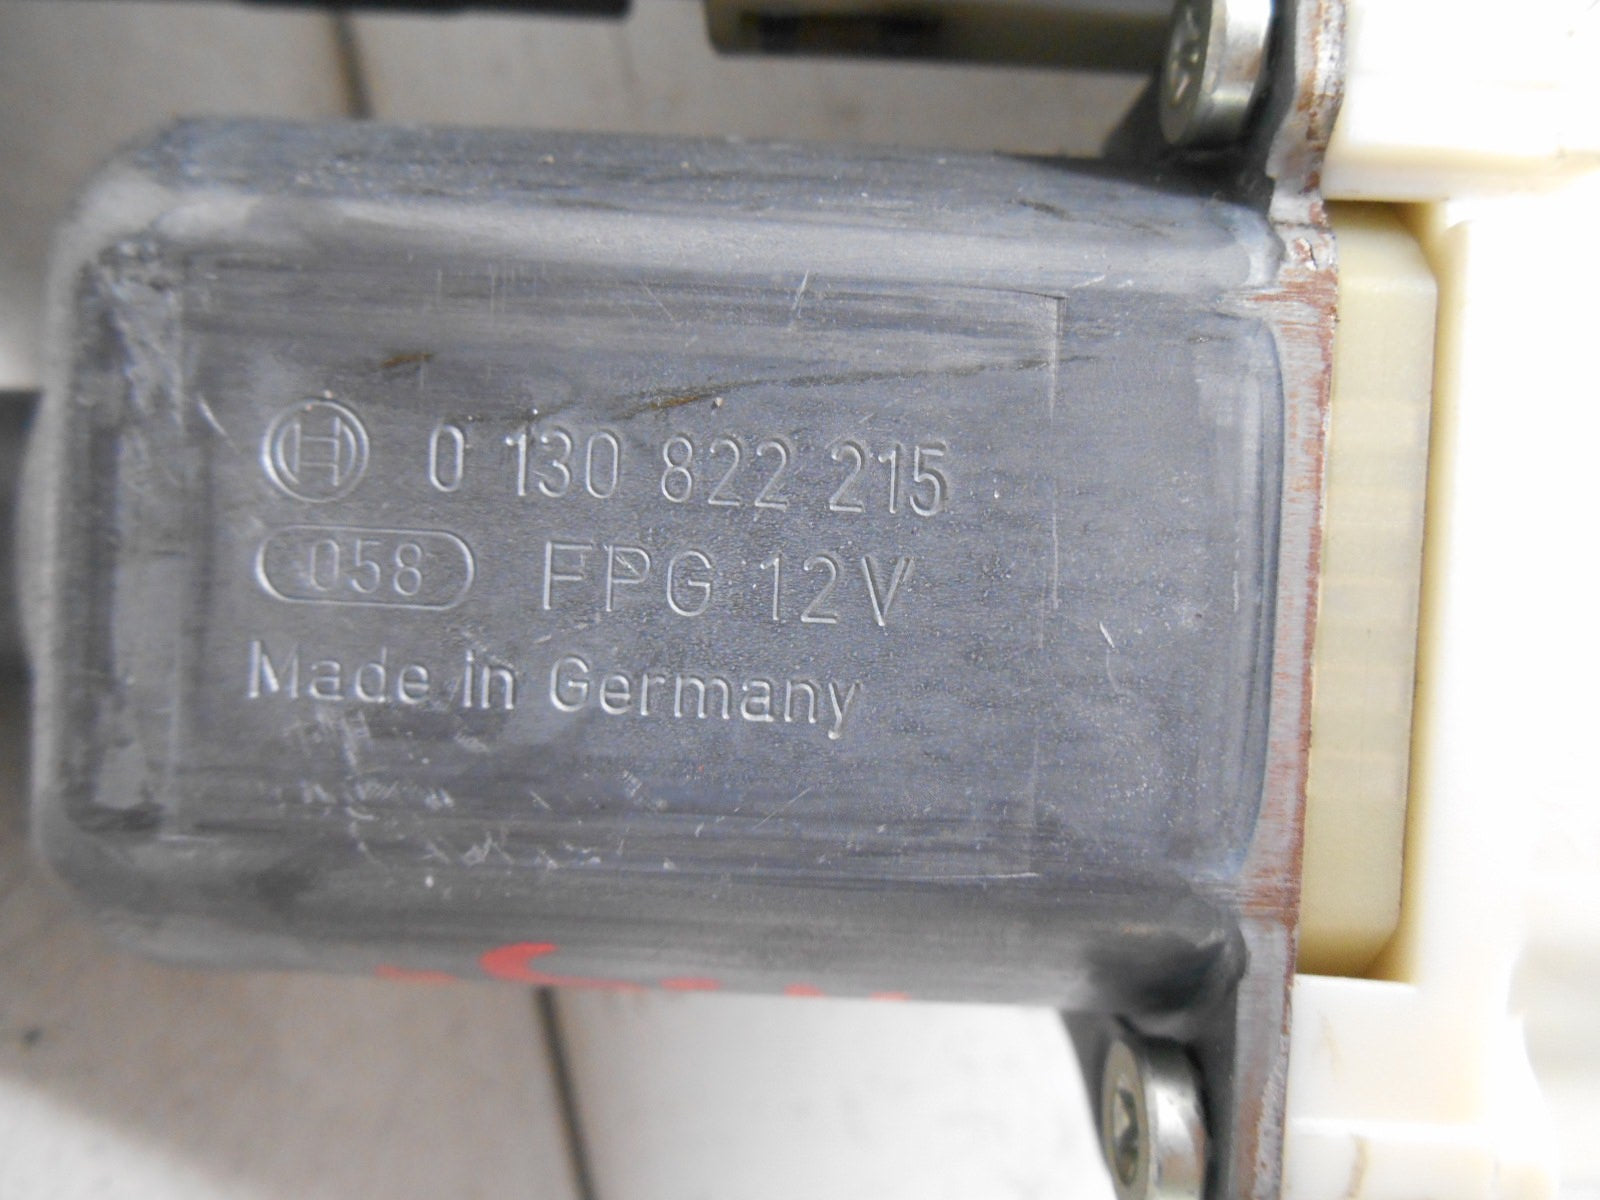 0 130 822 215
058 FPG 12V
Made in Germany